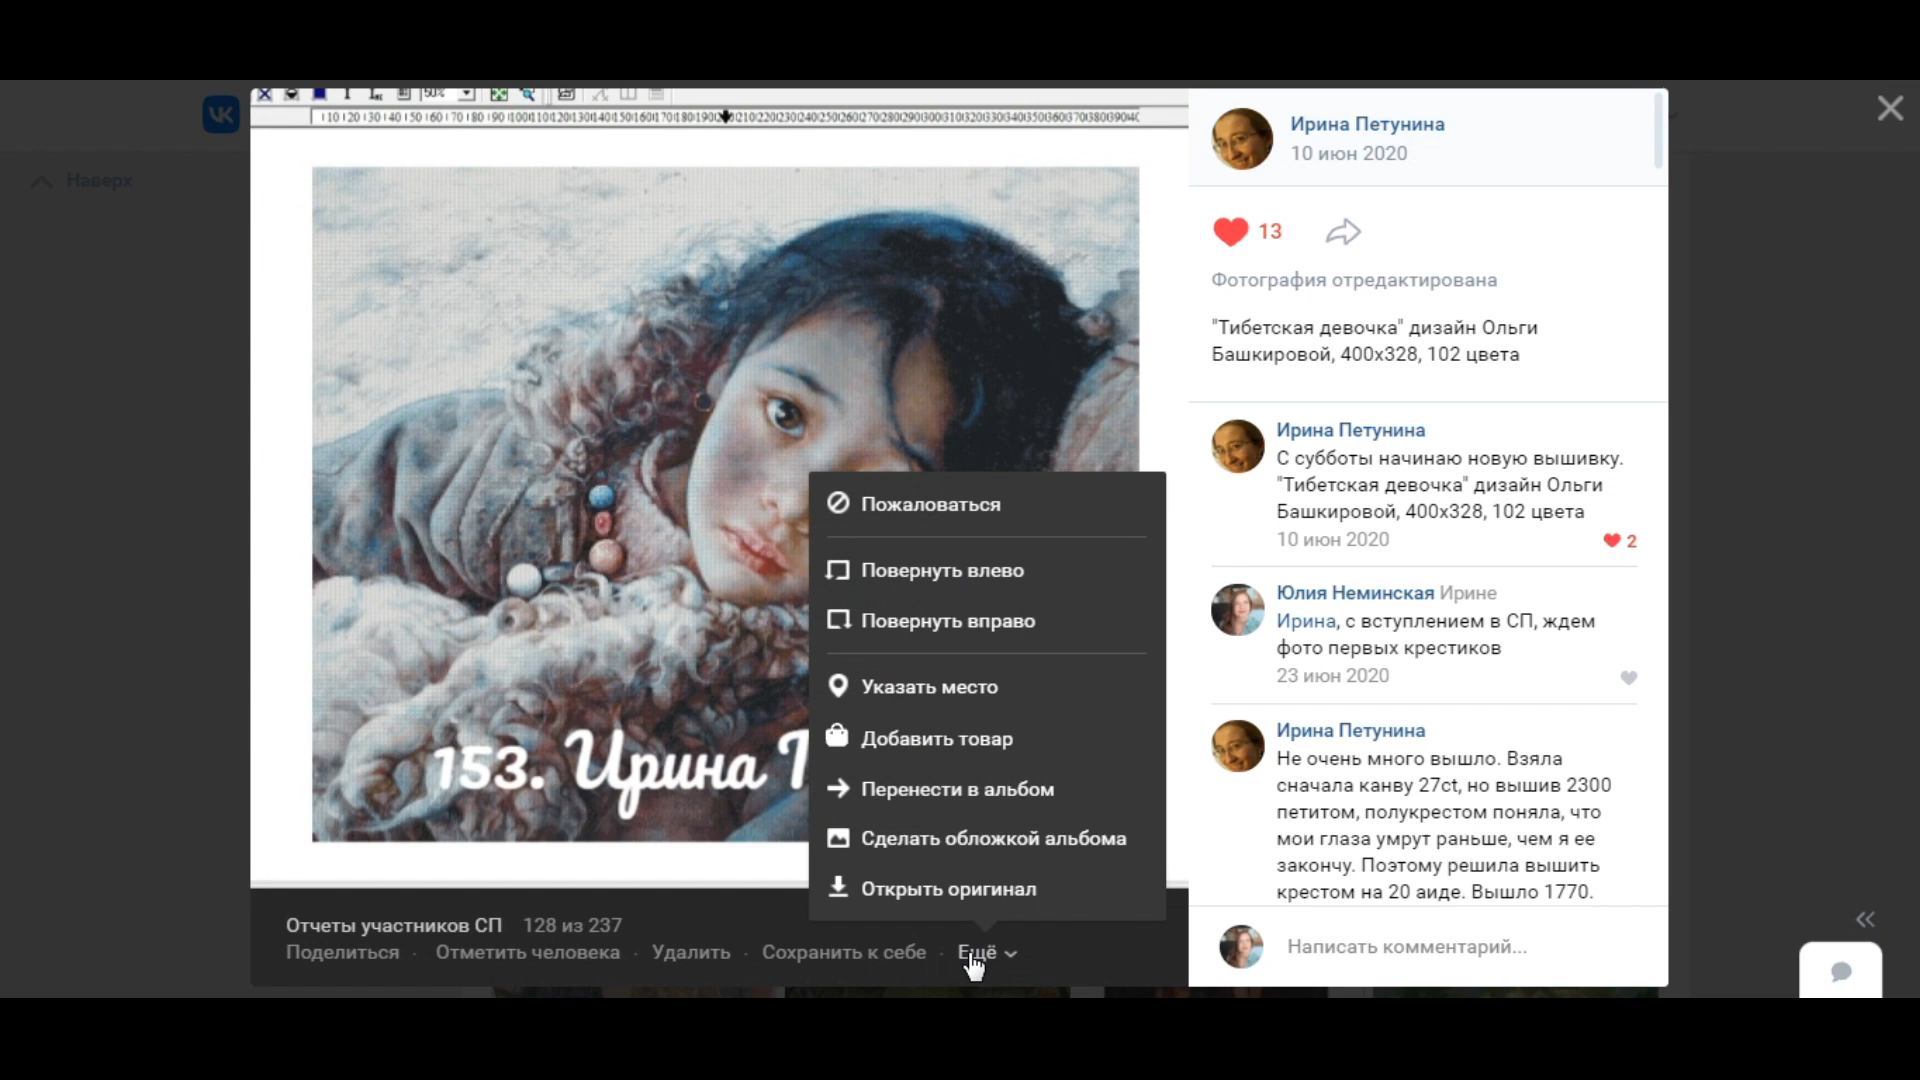 Наверх
50%
153. Ирина
Пожаловаться
Повернуть влево
Повернуть вправо
Указать место
Добавить товар
Перенести в альбом
Сделать обложкой альбома
Открыть оригинал
Отчеты участников СП 128 из 237
Поделиться · Отметить человека · Удалить · Сохранить к себе · Ещё
Ирина Петунина
10 июн 2020
13
Фотография отредактирована
"Тибетская девочка" дизайн Ольги
Башкировой, 400x328, 102 цвета
Ирина Петунина
С субботы начинаю новую вышивку.
"Тибетская девочка" дизайн Ольги
Башкировой, 400x328, 102 цвета
10 июн 2020
2
Юлия Неминская Ирине
Ирина, с вступлением в СП, ждем
фото первых крестиков
23 июн 2020
Ирина Петунина
Не очень много вышло. Взяла
сначала канву 27ct, но вышив 2300
петитом, полукрестом поняла, что
мои глаза умрут раньше, чем я ее
закончу. Поэтому решила вышить
крестом на 20 аиде. Вышло 1770.
Написать комментарий...